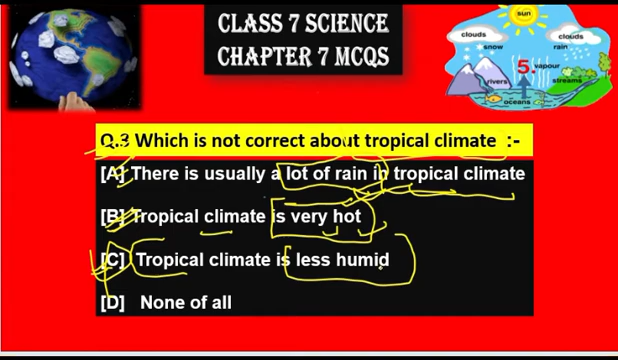 CLASS 7 SCIENCE
CHAPTER 7 MCQS
sun
clouds
clouds
snow
rain
5.
vapour
rivers
streams
oceans
Q.3 Which is not correct about tropical climate :-
[A] There is usually a lot of rain in tropical climate
[B] Tropical climate is very hot
[C] Tropical climate is less humid
[D] None of all